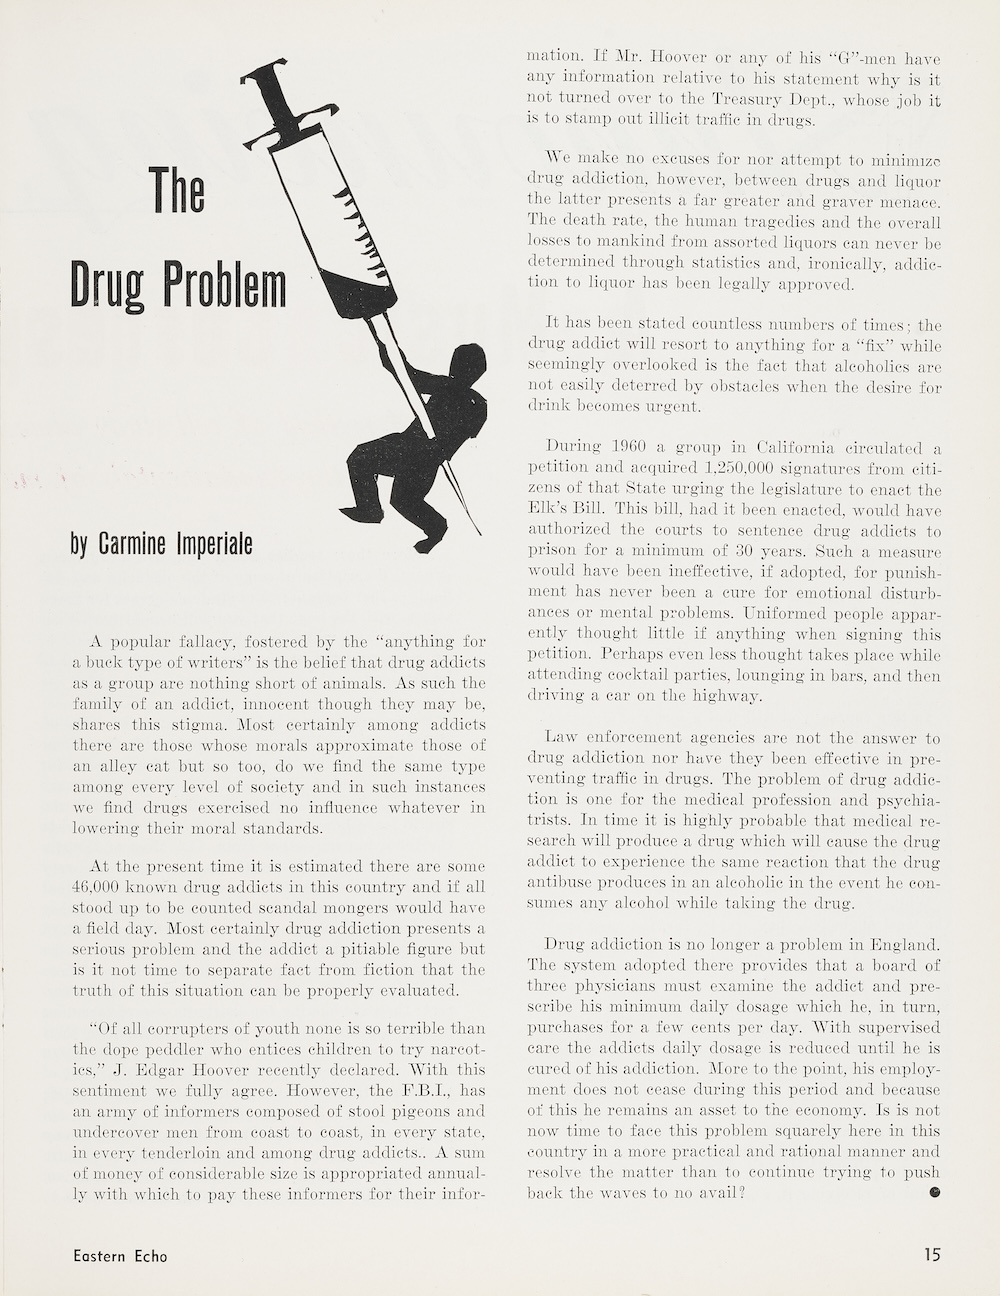 The
Drug Problem
by Carmine Imperiale
A popular fallacy, fostered by the "anything for
a buck type of writers" is the belief that drug addicts
as a group are nothing short of animals. As such the
family of an addict, innocent though they may be,
shares this stigma. Most certainly among addicts
there are those whose morals approximate those of
an alley cat but so too, do we find the same type
among every level of society and in such instances
we find drugs exercised no influence whatever in
lowering their moral standards.
At the present time it is estimated there are some
46,000 known drug addicts in this country and if all
stood up to be counted scandal mongers would have
a field day. Most certainly drug addiction presents a
serious problem and the addict a pitiable figure but
is it not time to separate fact from fiction that the
truth of this situation can be properly evaluated.
"Of all corrupters of youth none is so terrible than
the dope peddler who entices children to try narcot-
ics," J. Edgar Hoover recently declared. With this
sentiment we fully agree. However, the F.B.I., has
an army of informers composed of stool pigeons and
undercover men from coast to coast, in every state,
in every tenderloin and among drug addicts.. A sum
of money of considerable size is appropriated annual-
ly with which to pay these informers for their infor-
mation. If Mr. Hoover or any of his "G"-men have
any information relative to his statement why is it
not turned over to the Treasury Dept., whose job it
is to stamp out illicit traffic in drugs.
We make no excuses for nor attempt to minimize
drug addiction, however, between drugs and liquor
the latter presents a far greater and graver menace.
The death rate, the human tragedies and the overall
losses to mankind from assorted liquors can never be
determined through statistics and, ironically, addic-
tion to liquor has been legally approved.
It has been stated countless numbers of times; the
drug addict will resort to anything for a "fix" while
seemingly overlooked is the fact that alcoholics are
not easily deterred by obstacles when the desire for
drink becomes urgent.
During 1960 a group in California circulated a
petition and acquired 1,250,000 signatures from citi-
zens of that State urging the legislature to enact the
Elk's Bill. This bill, had it been enacted, would have
authorized the courts to sentence drug addicts to
prison for a minimum of 30 years. Such a measure
would have been ineffective, if adopted, for punish-
ment has never been a cure for emotional disturb-
ances or mental problems. Uniformed people appar-
ently thought little if anything when signing this
petition. Perhaps even less thought takes place while
attending cocktail parties, lounging in bars, and then
driving a car on the highway.
Law enforcement agencies are not the answer to
drug addiction nor have they been effective in pre-
venting traffic in drugs. The problem of drug addic-
tion is one for the medical profession and psychia-
trists. In time it is highly probable that medical re-
search will produce a drug which will cause the drug
addict to experience the same reaction that the drug
antibuse produces in an alcoholic in the event he con-
sumes any alcohol while taking the drug.
Drug addiction is no longer a problem in England.
The system adopted there provides that a board of
three physicians must examine the addict and pre-
scribe his minimum daily dosage which he, in turn,
purchases for a few cents per day. With supervised
care the addicts daily dosage is reduced until he is
cured of his addiction. More to the point, his employ-
ment does not cease during this period and because
of this he remains an asset to the economy. Is is not
now time to face this problem squarely here in this
country in a more practical and rational manner and
resolve the matter than to continue trying to push
back the waves to no avail?
Eastern Echo
15